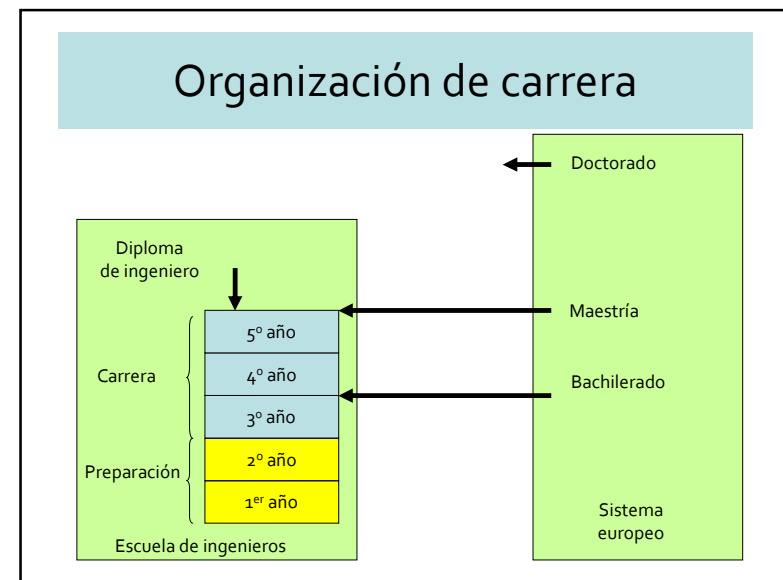 Organización de carrera
Diploma
de ingeniero
Carrera
Preparación
5º año
4º año
3º año
2º año
1er año
Escuela de ingenieros
Doctorado
Maestría
Bachilerado
Sistema
europeo